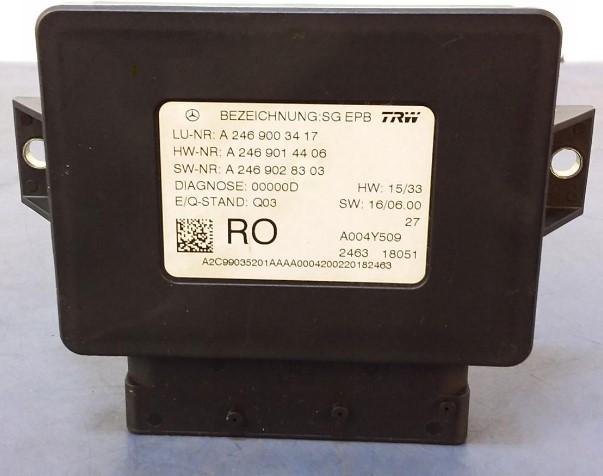 BEZEICHNUNG:SG EPB TRW
LU-NR: A 246 900 34 17
HW-NR: A 246 901 44 06
SW-NR: A 246 902 83 03
DIAGNOSE: 00000D HW: 15/33
E/Q-STAND: Q03 SW: 16/06.00
27
RO A004Y509
2463 18051
A2C99035201AAAA0004200220182463